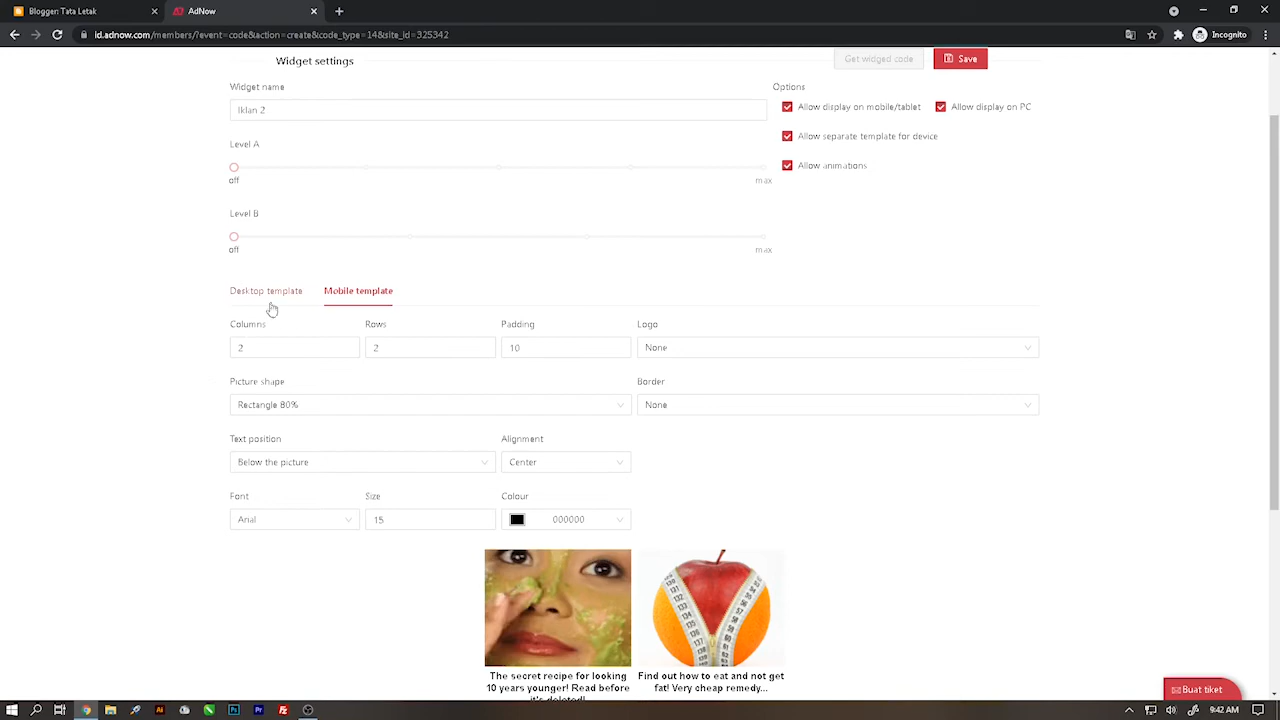 Blogger: Tata Letak
AdNow
id.adnow.com/members/?event=code&action=create&code_type=14&site_id=325342
Incognito
Widget settings
Get widged code
Save
Widget name
Options
Iklan 2
Allow display on mobile/tablet
Allow display on PC
Allow separate template for device
Level A
Allow animations
off
max
Level B
off
max
Desktop template
Mobile template
Columns
Rows
Padding
Logo
2
2
10
None
Picture shape
Border
Rectangle 80%
None
Text position
Alignment
Below the picture
Center
Font
Size
Colour
Arial
15
000000
The secret recipe for looking
10 years younger! Read before
it's deleted!
Find out how to eat and not get
fat! Very cheap remedy...
Buat tiket
9:42 AM